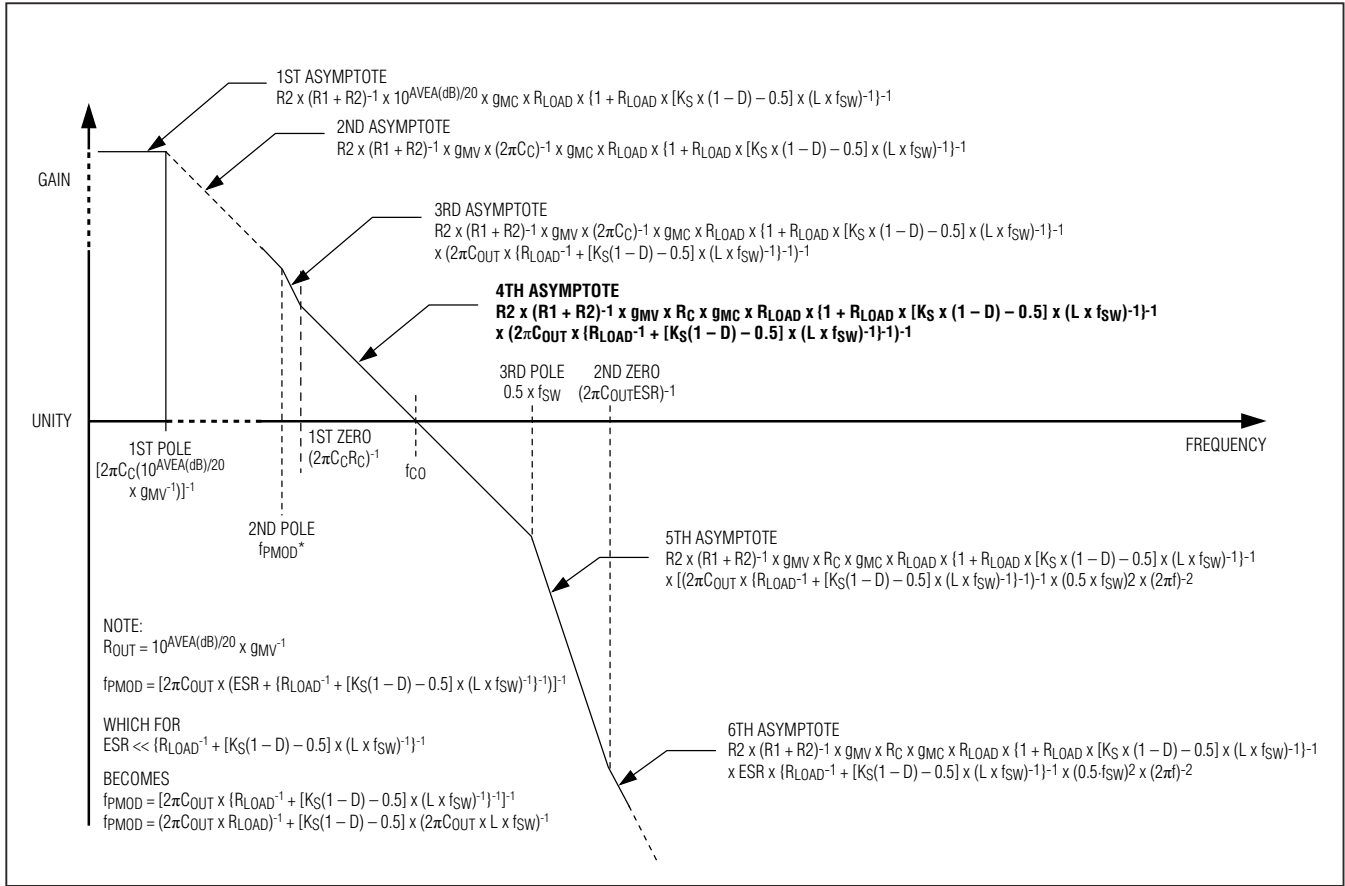 1ST ASYMPTOTE
R2 x (R1 + R2)⁻¹ x 10^AVEA(dB)/20 x gMC x RLOAD x {1 + RLOAD x [KS x (1 – D) – 0.5] x (L x fSW)⁻¹}⁻¹
2ND ASYMPTOTE
R2 x (R1 + R2)⁻¹ x gMV x (2πCC)⁻¹ x gMC x RLOAD x {1 + RLOAD x [KS x (1 – D) – 0.5] x (L x fSW)⁻¹}⁻¹
GAIN
3RD ASYMPTOTE
R2 x (R1 + R2)⁻¹ x gMV x (2πCC)⁻¹ x gMC x RLOAD x {1 + RLOAD x [KS x (1 – D) – 0.5] x (L x fSW)⁻¹}⁻¹
x (2πCOUT x {RLOAD⁻¹ + [KS(1 – D) – 0.5] x (L x fSW)⁻¹}⁻¹)⁻¹
4TH ASYMPTOTE
R2 x (R1 + R2)⁻¹ x gMV x RC x gMC x RLOAD x {1 + RLOAD x [KS x (1 – D) – 0.5] x (L x fSW)⁻¹}⁻¹
x (2πCOUT x {RLOAD⁻¹ + [KS(1 – D) – 0.5] x (L x fSW)⁻¹}⁻¹)⁻¹
3RD POLE
0.5 x fSW
2ND ZERO
(2πCOUTESR)⁻¹
UNITY
FREQUENCY
1ST POLE
[2πCC(10^AVEA(dB)/20
x gMV⁻¹)]⁻¹
1ST ZERO
(2πCCRC)⁻¹
fCO
2ND POLE
fPMOD*
5TH ASYMPTOTE
R2 x (R1 + R2)⁻¹ x gMV x RC x gMC x RLOAD x {1 + RLOAD x [KS x (1 – D) – 0.5] x (L x fSW)⁻¹}⁻¹
x [(2πCOUT x {RLOAD⁻¹ + [KS(1 – D) – 0.5] x (L x fSW)⁻¹}⁻¹)⁻¹ x (0.5 x fSW)² x (2πf)⁻²
NOTE:
ROUT = 10^AVEA(dB)/20 x gMV⁻¹
fPMOD = [2πCOUT x (ESR + {RLOAD⁻¹ + [KS(1 – D) – 0.5] x (L x fSW)⁻¹}⁻¹)]⁻¹
WHICH FOR
ESR << {RLOAD⁻¹ + [KS(1 – D) – 0.5] x (L x fSW)⁻¹}⁻¹
BECOMES
fPMOD = [2πCOUT x {RLOAD⁻¹ + [KS(1 – D) – 0.5] x (L x fSW)⁻¹}⁻¹]⁻¹
fPMOD = (2πCOUT x RLOAD)⁻¹ + [KS(1 – D) – 0.5] x (2πCOUT x L x fSW)⁻¹
6TH ASYMPTOTE
R2 x (R1 + R2)⁻¹ x gMV x RC x gMC x RLOAD x {1 + RLOAD x [KS x (1 – D) – 0.5] x (L x fSW)⁻¹}⁻¹
x ESR x {RLOAD⁻¹ + [KS(1 – D) – 0.5] x (L x fSW)⁻¹}⁻¹ x (0.5·fSW)² x (2πf)⁻²